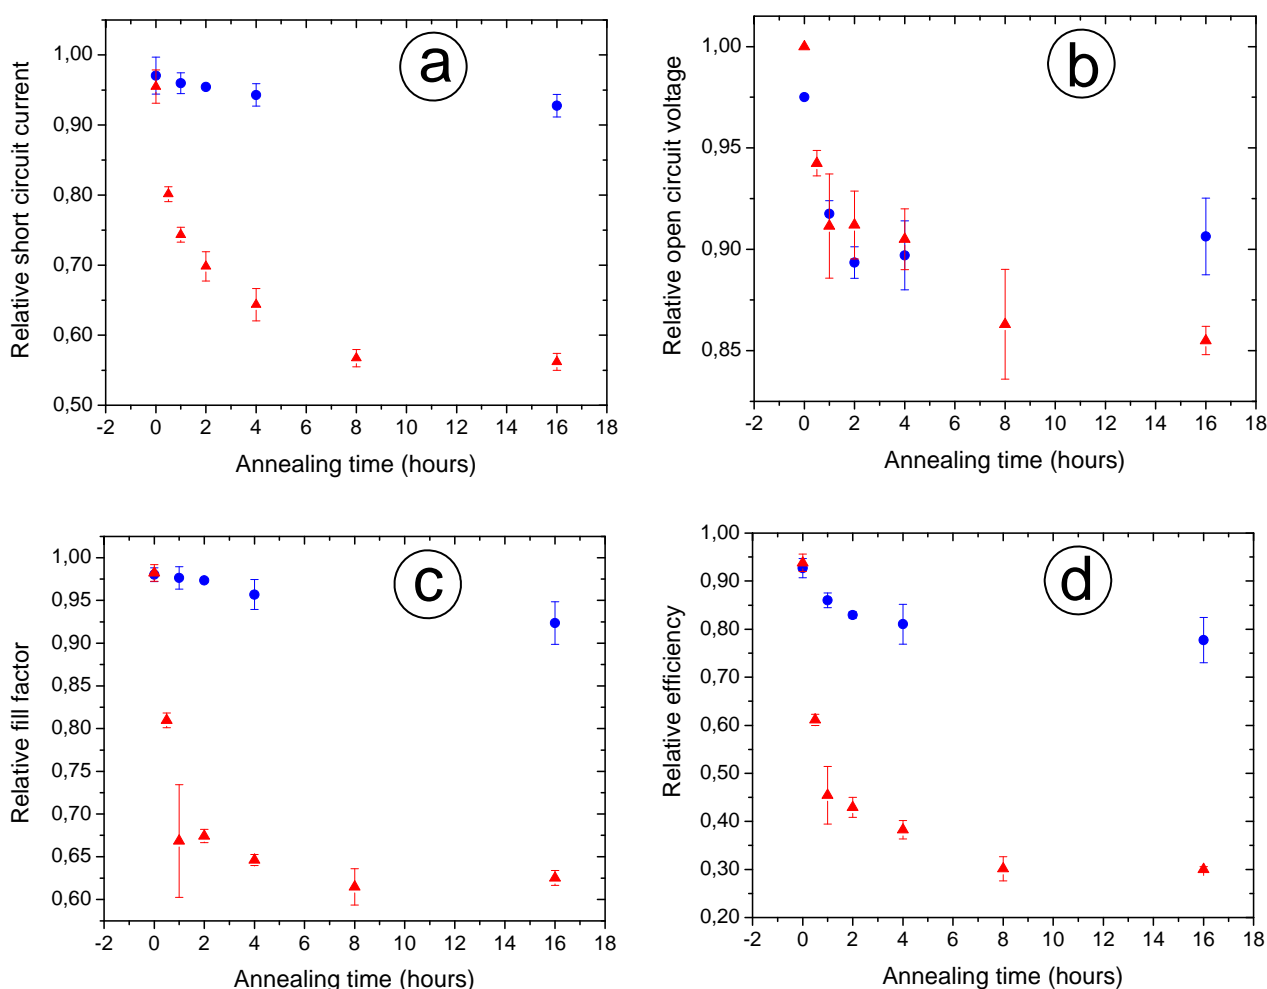 a
1,00
0,90
0,80
0,70
0,60
0,50
Relative short circuit current
-2 0 2 4 6 8 10 12 14 16 18
Annealing time (hours)
b
1,00
0,95
0,90
0,85
Relative open circuit voltage
-2 0 2 4 6 8 10 12 14 16 18
Annealing time (hours)
c
1,00
0,95
0,90
0,85
0,80
0,75
0,70
0,65
0,60
Relative fill factor
-2 0 2 4 6 8 10 12 14 16 18
Annealing time (hours)
d
1,00
0,90
0,80
0,70
0,60
0,50
0,40
0,30
0,20
Relative efficiency
-2 0 2 4 6 8 10 12 14 16 18
Annealing time (hours)